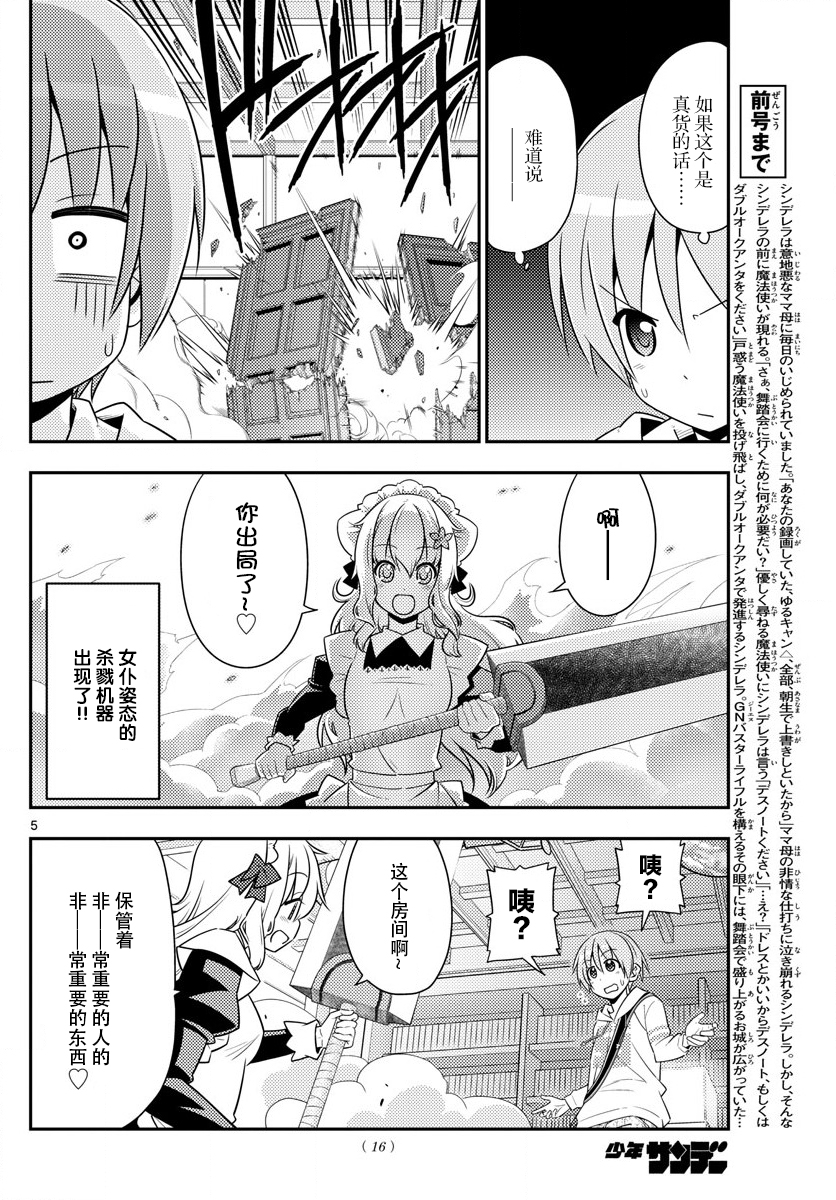 前号まで
シンデレラは意地悪なママ母に毎日のいじめられていました。「あなたの録画していた、ゆるキャン△、全部、朝生で上書きしといたから」ママ母の非情な仕打ちに泣き崩れるシンデレラ。しかし、そんな
シンデレラの前に魔法使いが現れる。「さぁ、舞踏会に行くために何が必要だい？」優しく尋ねる魔法使いにシンデレラは言う「デスノートください」「…え？」「ドレスとかいいからデスノート、もしくは
ダブルオークアンタをください」戸惑う魔法使いを投げ飛ばし、ダブルオークアンタで発進するシンデレラ。GNバスターライフルを構えるその眼下には、舞踏会で盛り上がるお城が広がっていた…
如果这个是
真货的话……
——难道说
啊——
你出局了~♡
女仆姿态的
杀戮机器
出现了!!
咦？
咦？
这个房间啊~
保管着
非——常重要的人的
非——常重要的东西♡
5
(16)
少年サンデー